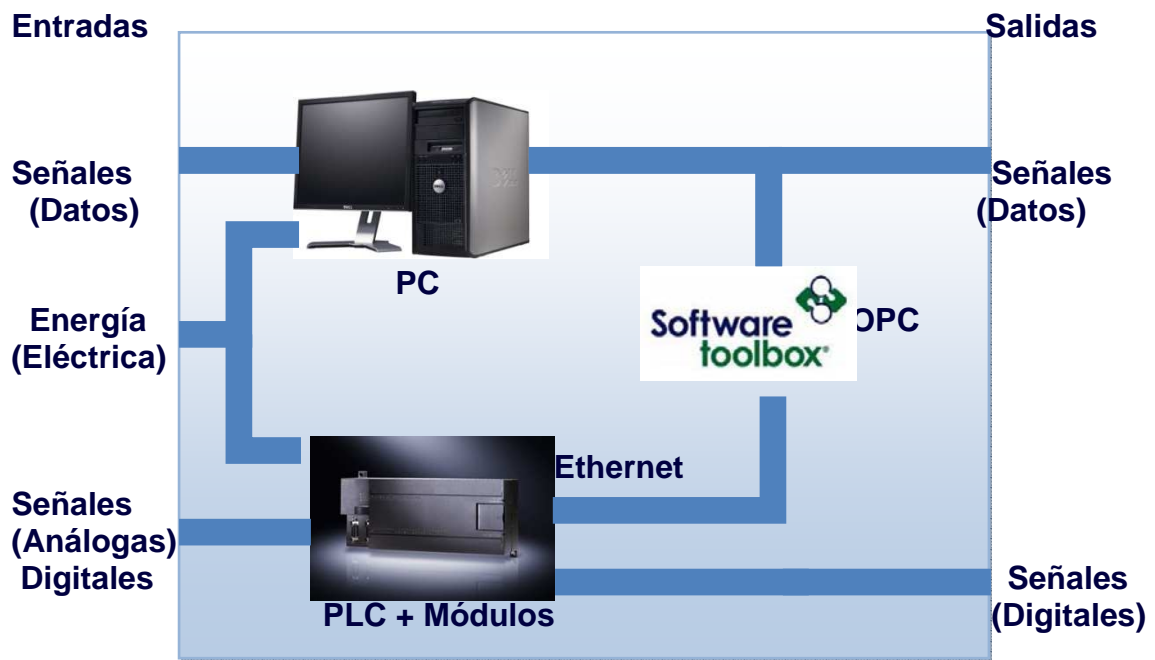 Entradas
Salidas
Señales
(Datos)
Señales
(Datos)
PC
Energía
(Eléctrica)
Software
toolbox
OPC
Ethernet
Señales
(Análogas)
Digitales
PLC + Módulos
Señales
(Digitales)